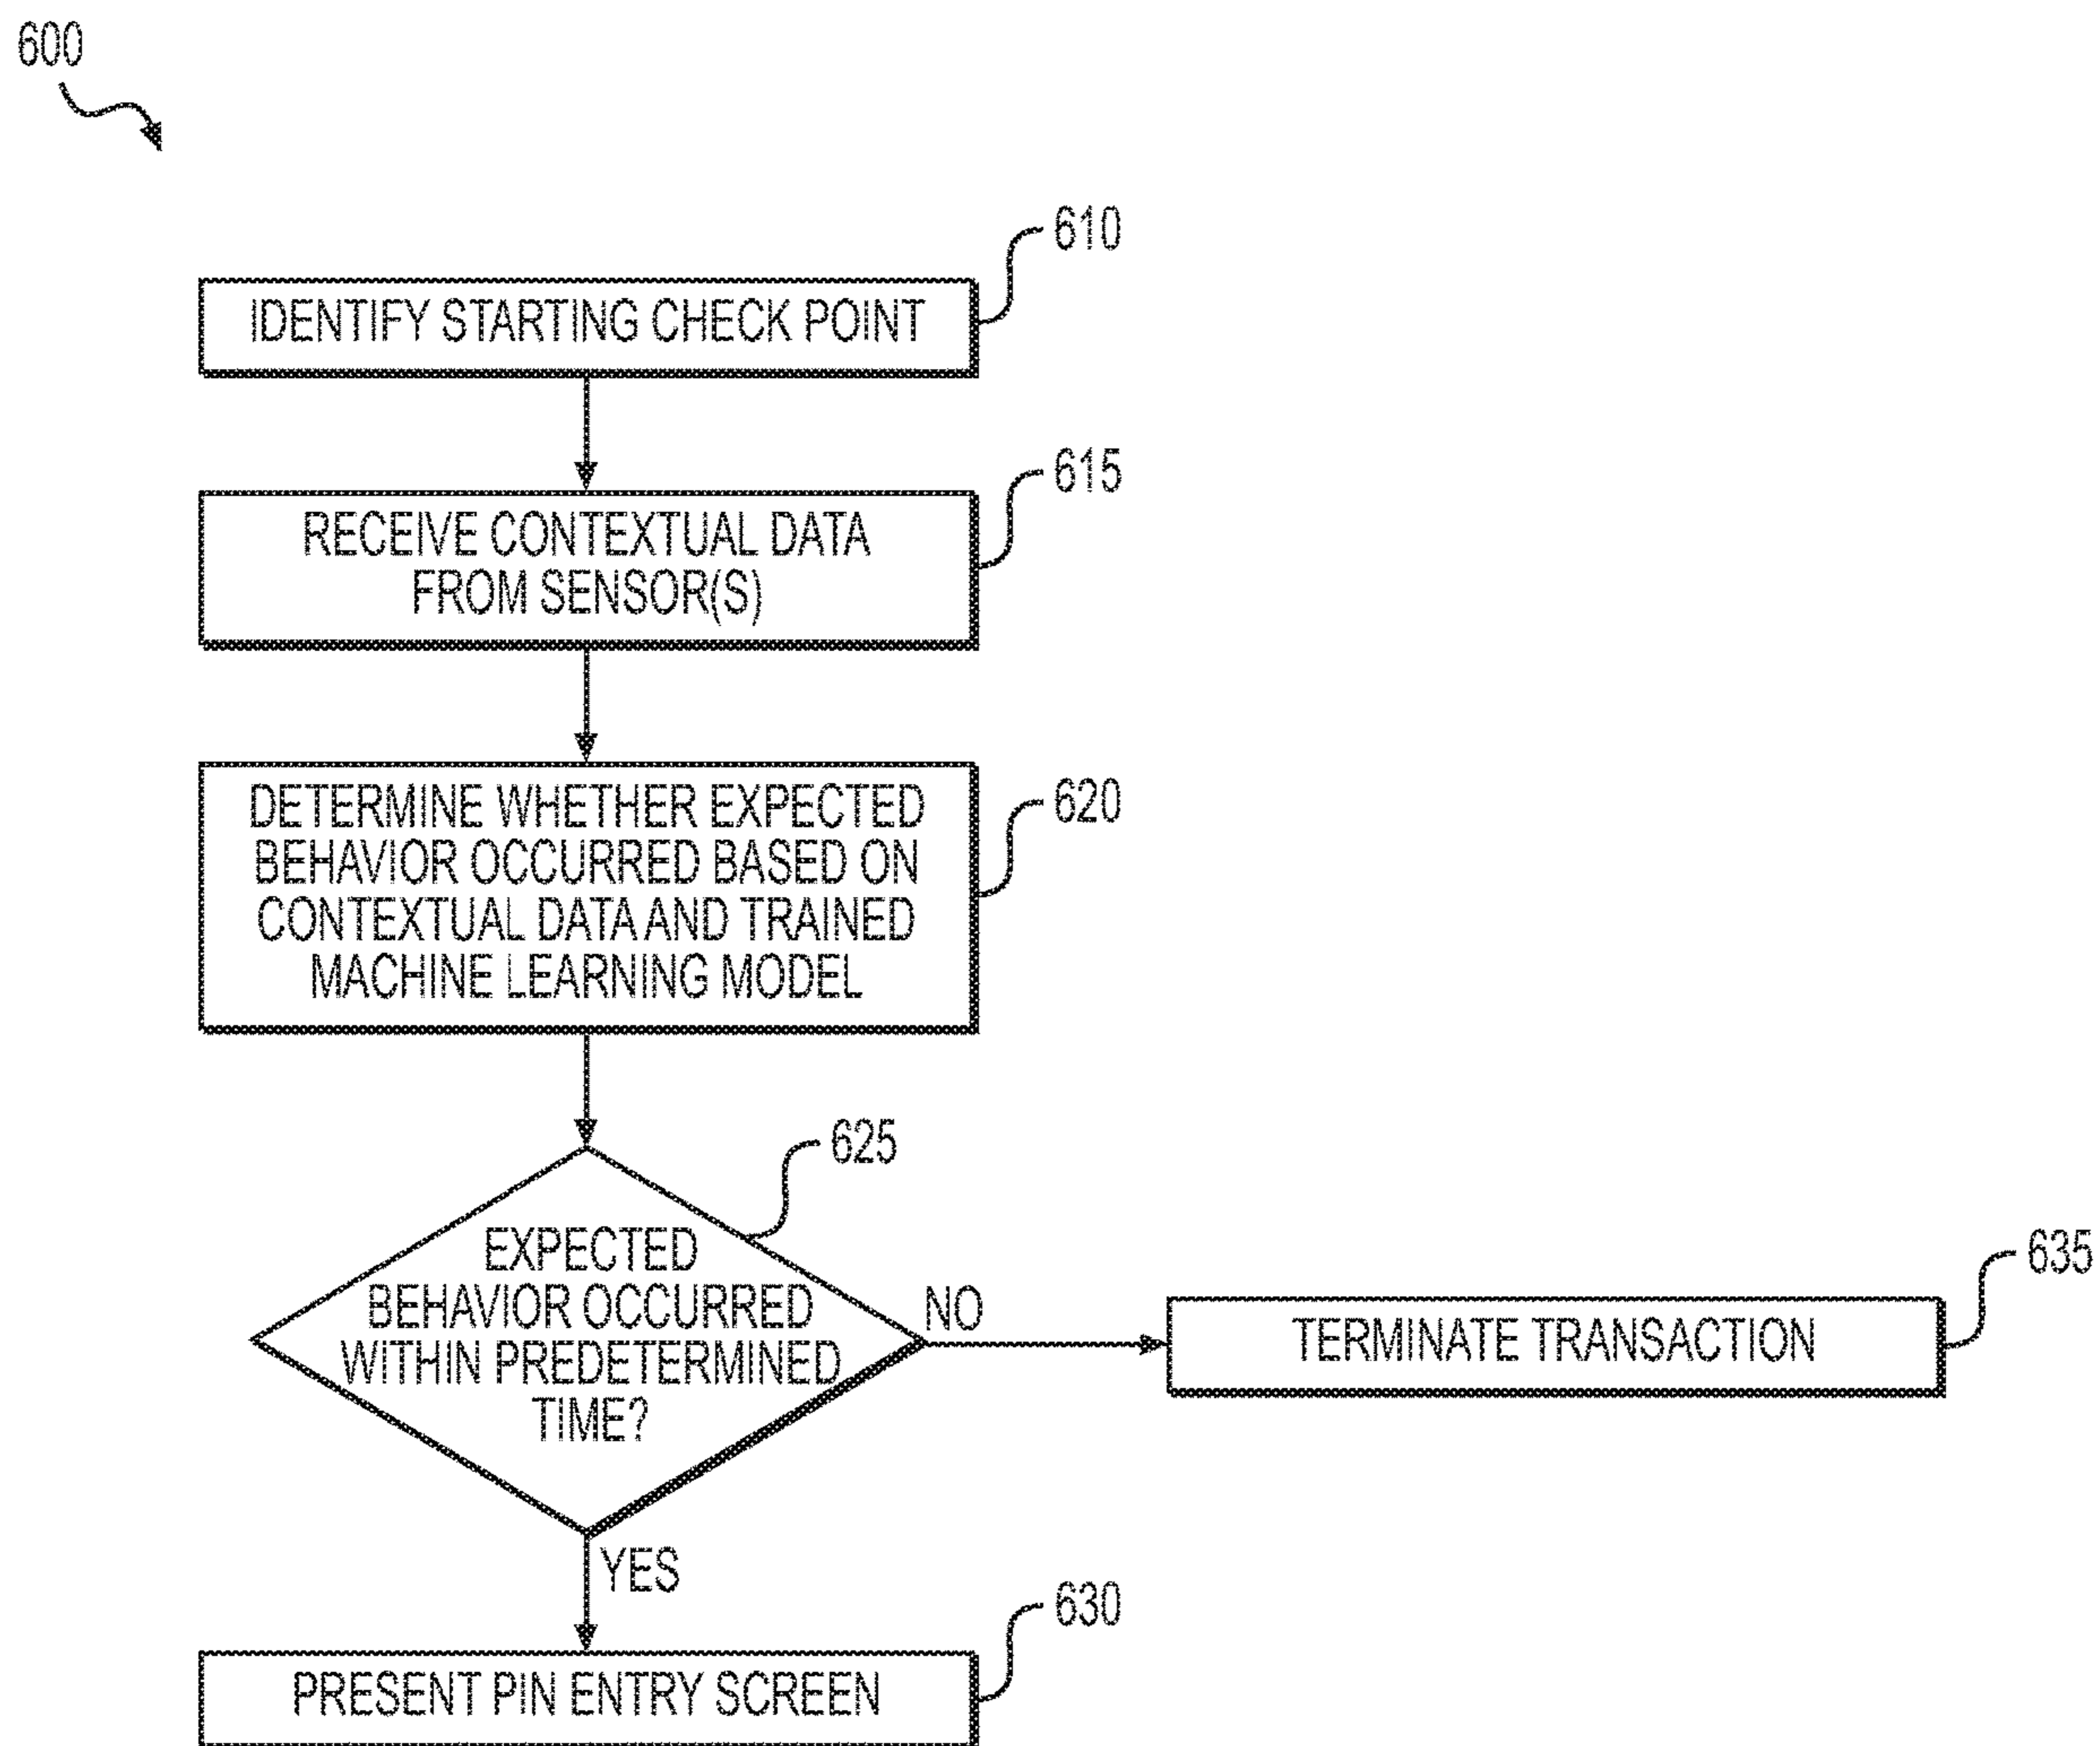 600
610
IDENTIFY STARTING CHECK POINT
615
RECEIVE CONTEXTUAL DATA
FROM SENSOR(S)
620
DETERMINE WHETHER EXPECTED
BEHAVIOR OCCURRED BASED ON
CONTEXTUAL DATA AND TRAINED
MACHINE LEARNING MODEL
625
EXPECTED
BEHAVIOR OCCURRED
WITHIN PREDETERMINED
TIME?
NO
635
TERMINATE TRANSACTION
YES
630
PRESENT PIN ENTRY SCREEN